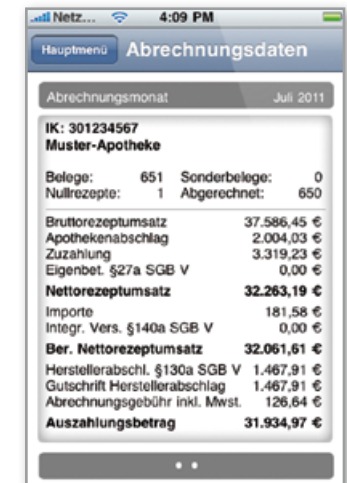 Netz... 4:09 PM
Hauptmenü Abrechnungsdaten
Abrechnungsmonat Juli 2011
IK: 301234567
Muster-Apotheke
Belege: 651 Sonderbelege: 0
Nullrezepte: 1 Abgerechnet: 650
Bruttorezeptumsatz 37.586,45 €
Apothekenabschlag 2.004,03 €
Zuzahlung 3.319,23 €
Eigenbet. §27a SGB V 0,00 €
Nettorezeptumsatz 32.263,19 €
Importe 181,58 €
Integr. Vers. §140a SGB V 0,00 €
Ber. Nettorezeptumsatz 32.061,61 €
Herstellerabschl. §130a SGB V 1.467,91 €
Gutschrift Herstellerabschlag 1.467,91 €
Abrechnungsgebühr inkl. Mwst. 126,64 €
Auszahlungsbetrag 31.934,97 €